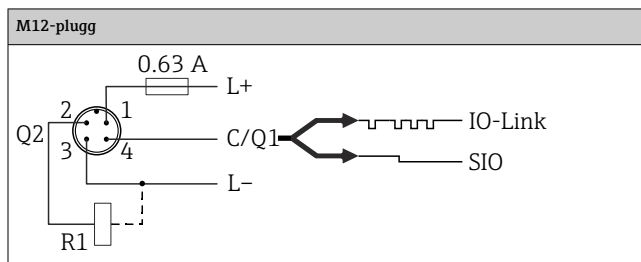 M12-plugg
0.63 A
L+
2 1
Q2
3 4
C/Q1
IO-Link
SIO
L–
R1